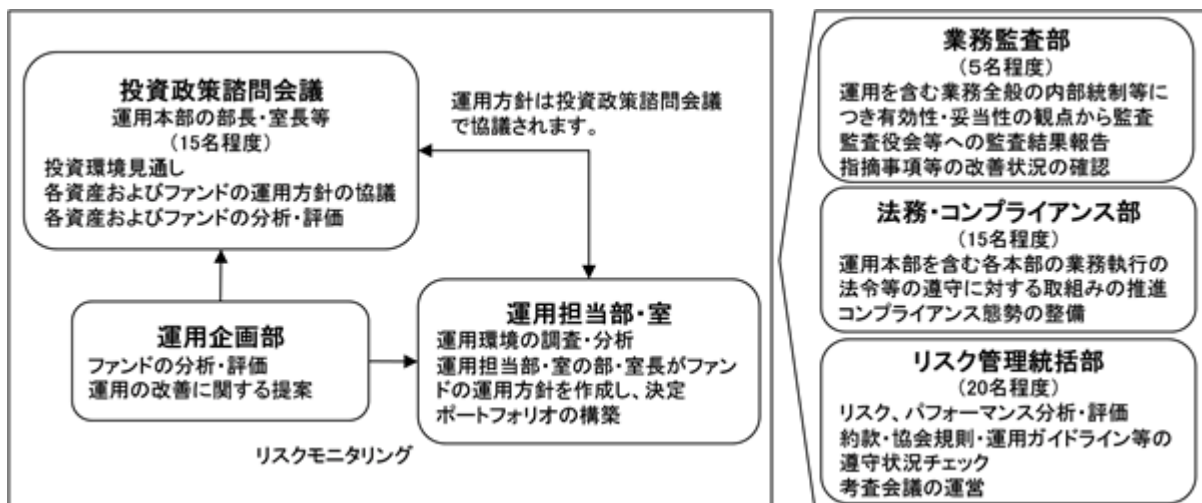 投資政策諮問会議
運用本部の部長・室長等
(15名程度)
投資環境見通し
各資産およびファンドの運用方針の協議
各資産およびファンドの分析・評価
運用方針は投資政策諮問会議
で協議されます。
運用企画部
ファンドの分析・評価
運用の改善に関する提案
運用担当部・室
運用環境の調査・分析
運用担当部・室の部・室長がファン
ドの運用方針を作成し、決定
ポートフォリオの構築
リスクモニタリング
業務監査部
(5名程度)
運用を含む業務全般の内部統制等に
つき有効性・妥当性の観点から監査
監査役会等への監査結果報告
指摘事項等の改善状況の確認
法務・コンプライアンス部
(15名程度)
運用本部を含む各本部の業務執行の
法令等の遵守に対する取組みの推進
コンプライアンス態勢の整備
リスク管理統括部
(20名程度)
リスク、パフォーマンス分析・評価
約款・協会規則・運用ガイドライン等の
遵守状況チェック
考査会議の運営